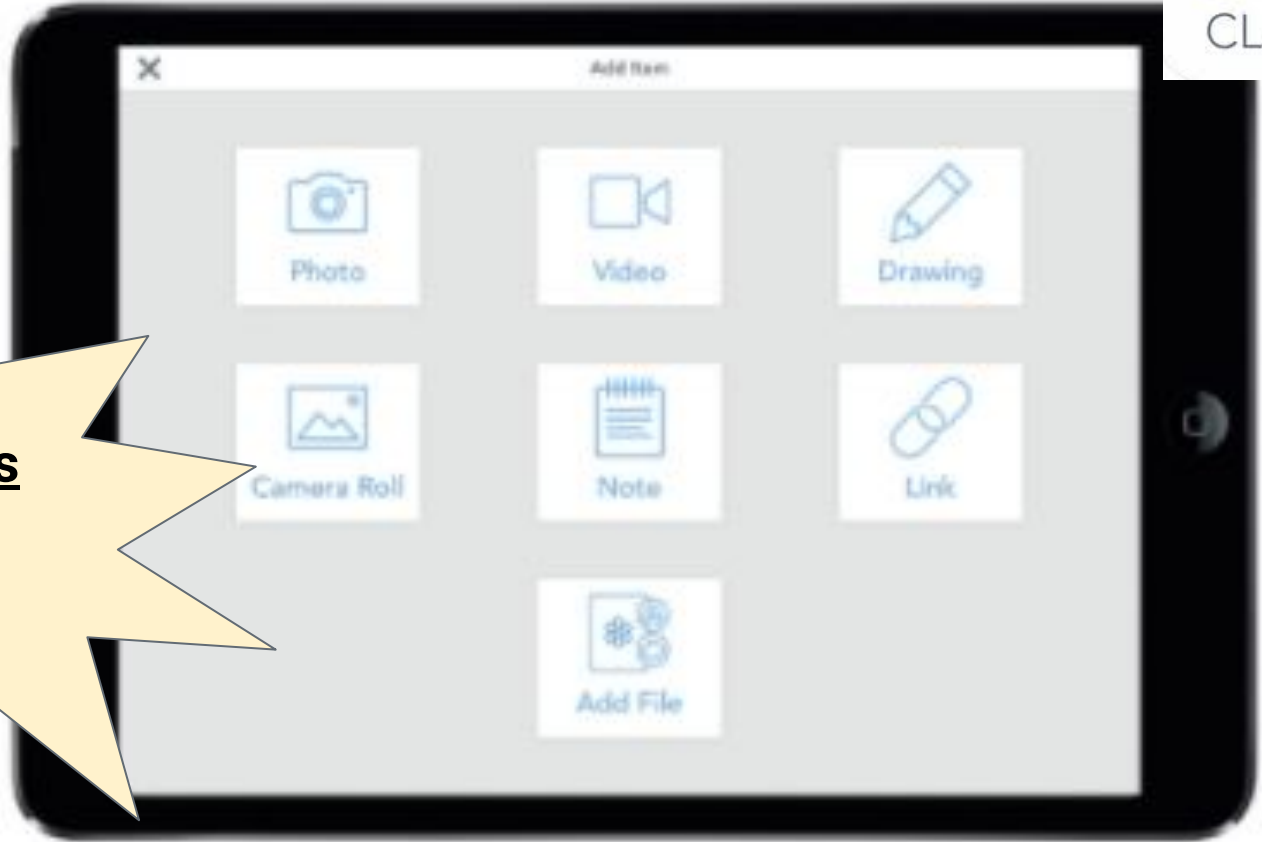 CL
Add Item
Photo
Video
Drawing
s
Camera Roll
Note
Link
Add File